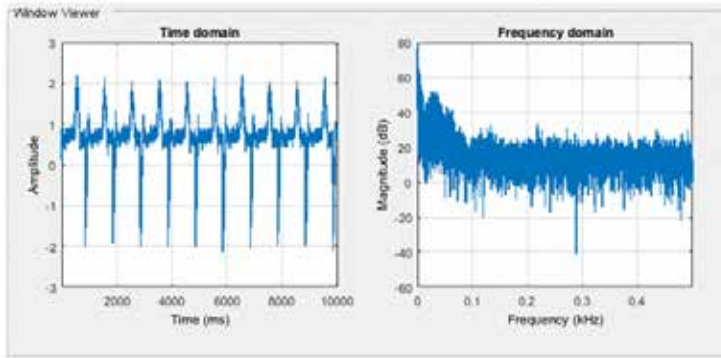 Window Viewer
Time domain
3
2
1
0
-1
-2
-3
Amplitude
2000 4000 6000 8000 10000
Time (ms)
Frequency domain
80
60
40
20
0
-20
-40
-60
Magnitude (dB)
0 0.1 0.2 0.3 0.4
Frequency (kHz)